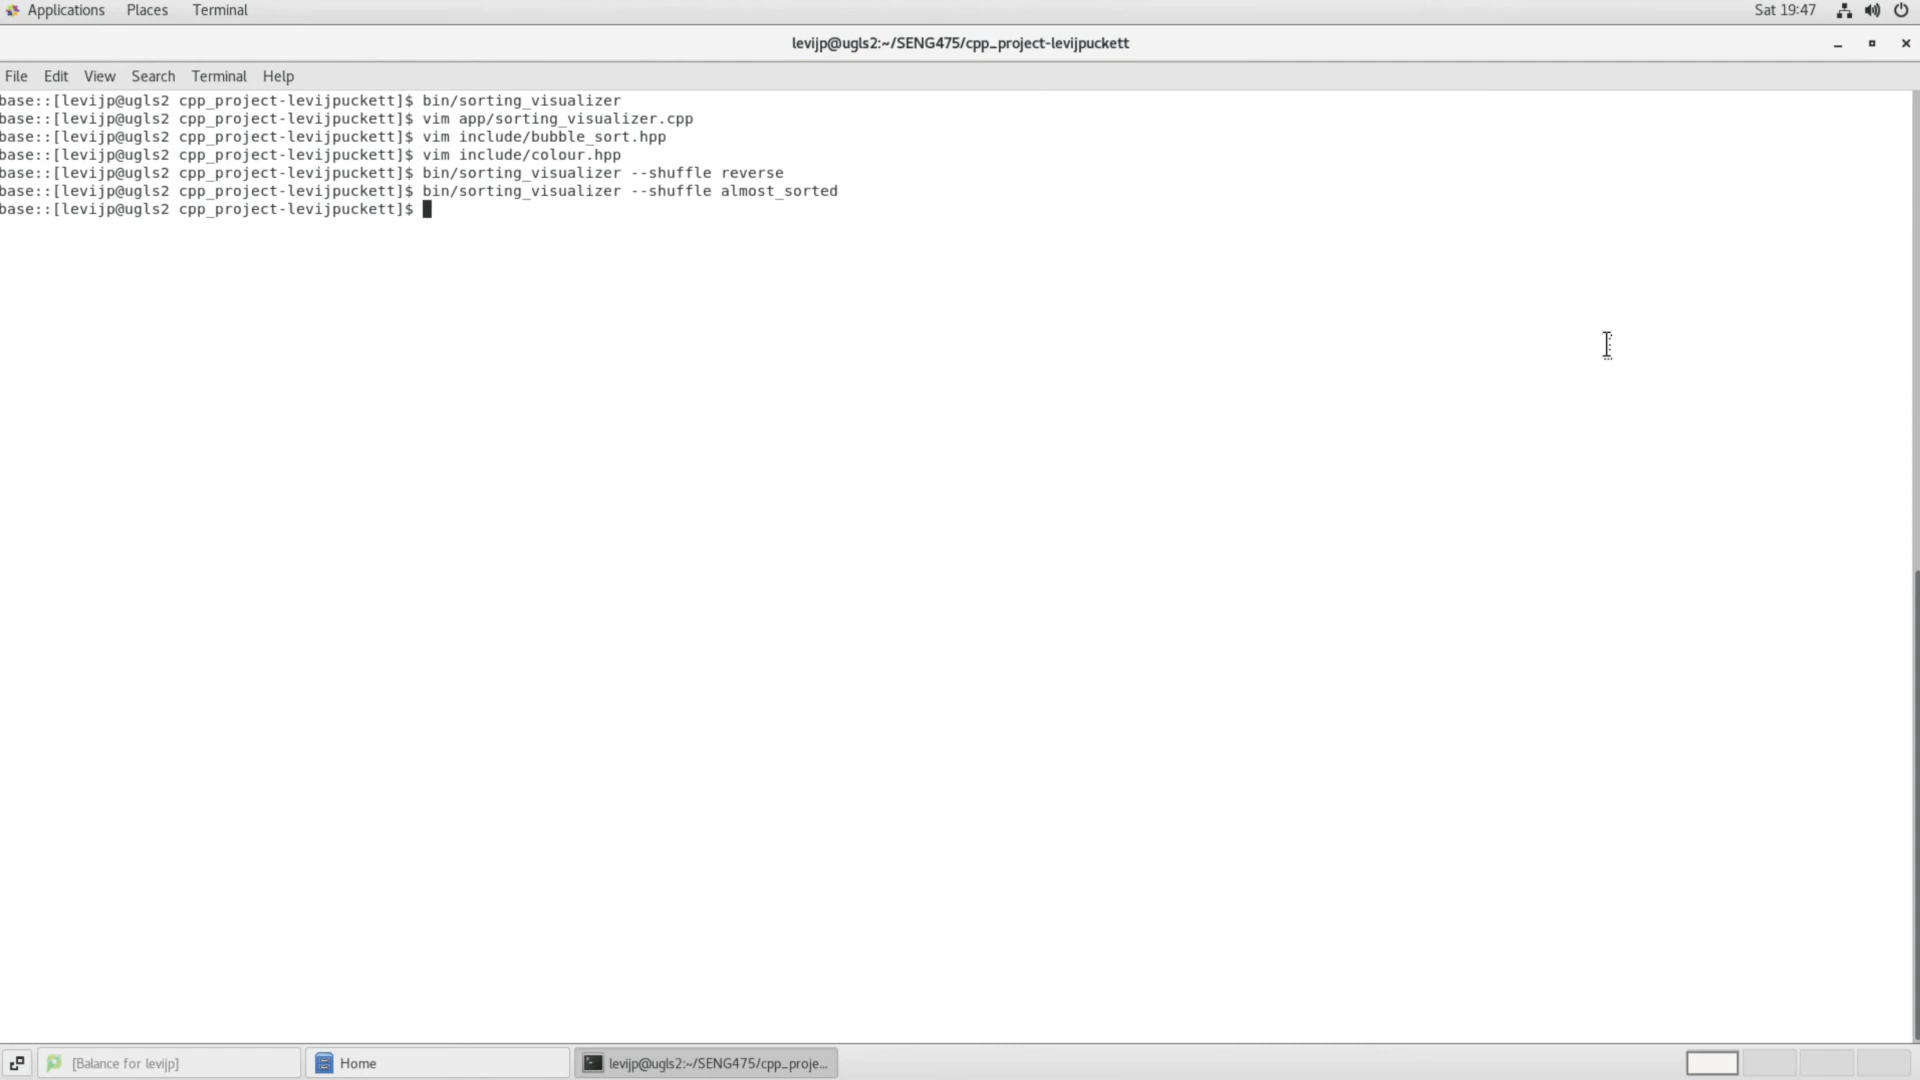 Applications Places Terminal Sat 19:47
levijp@ugls2:~/SENG475/cpp_project-levijpuckett
File Edit View Search Terminal Help
base::[levijp@ugls2 cpp_project-levijpuckett]$ bin/sorting_visualizer
base::[levijp@ugls2 cpp_project-levijpuckett]$ vim app/sorting_visualizer.cpp
base::[levijp@ugls2 cpp_project-levijpuckett]$ vim include/bubble_sort.hpp
base::[levijp@ugls2 cpp_project-levijpuckett]$ vim include/colour.hpp
base::[levijp@ugls2 cpp_project-levijpuckett]$ bin/sorting_visualizer --shuffle reverse
base::[levijp@ugls2 cpp_project-levijpuckett]$ bin/sorting_visualizer --shuffle almost_sorted
base::[levijp@ugls2 cpp_project-levijpuckett]$
[Balance for levijp] Home levijp@ugls2:~/SENG475/cpp_proje...